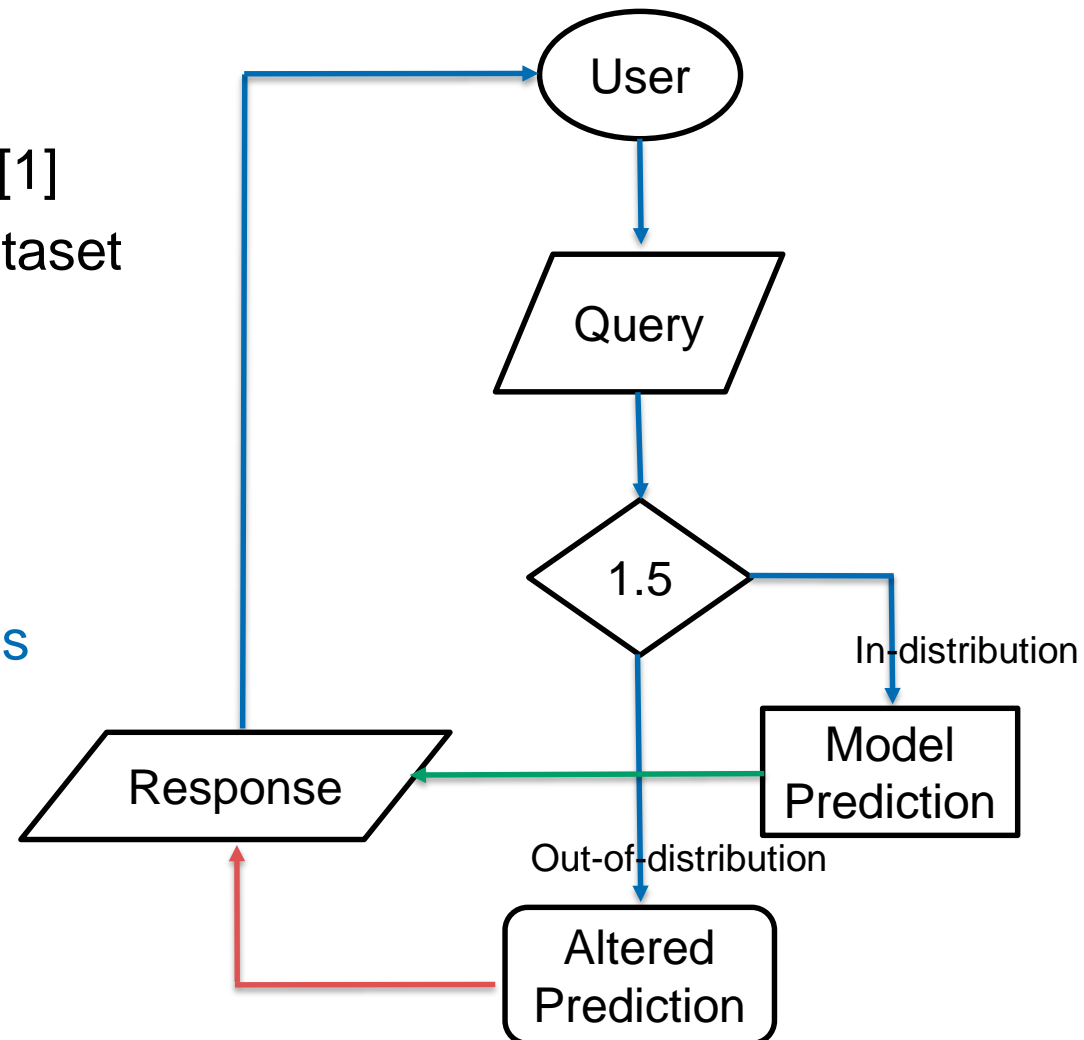 User
[1]
taset
Query
1.5
s
In-distribution
Model
Prediction
Response
Out-of-distribution
Altered
Prediction